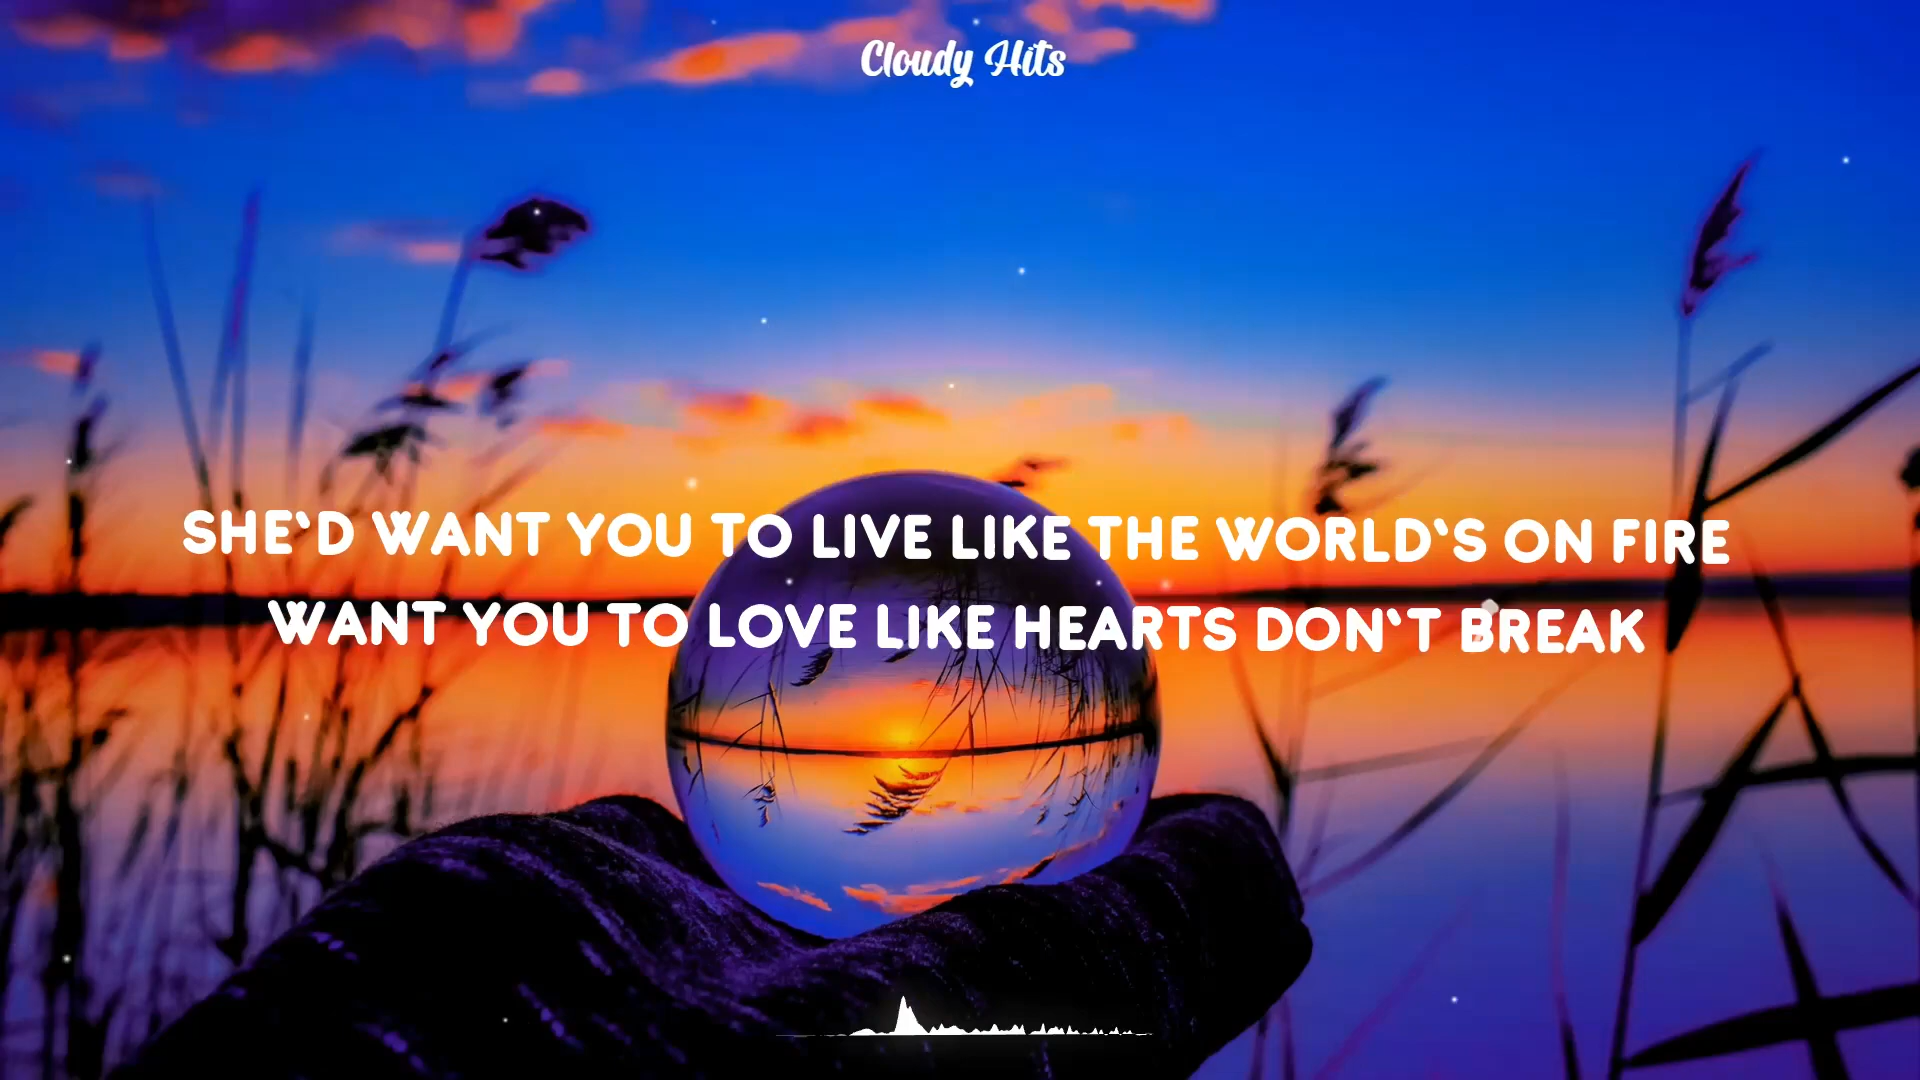 Cloudy Hits
SHE'D WANT YOU TO LIVE LIKE THE WORLD'S ON FIRE
WANT YOU TO LOVE LIKE HEARTS DON'T BREAK